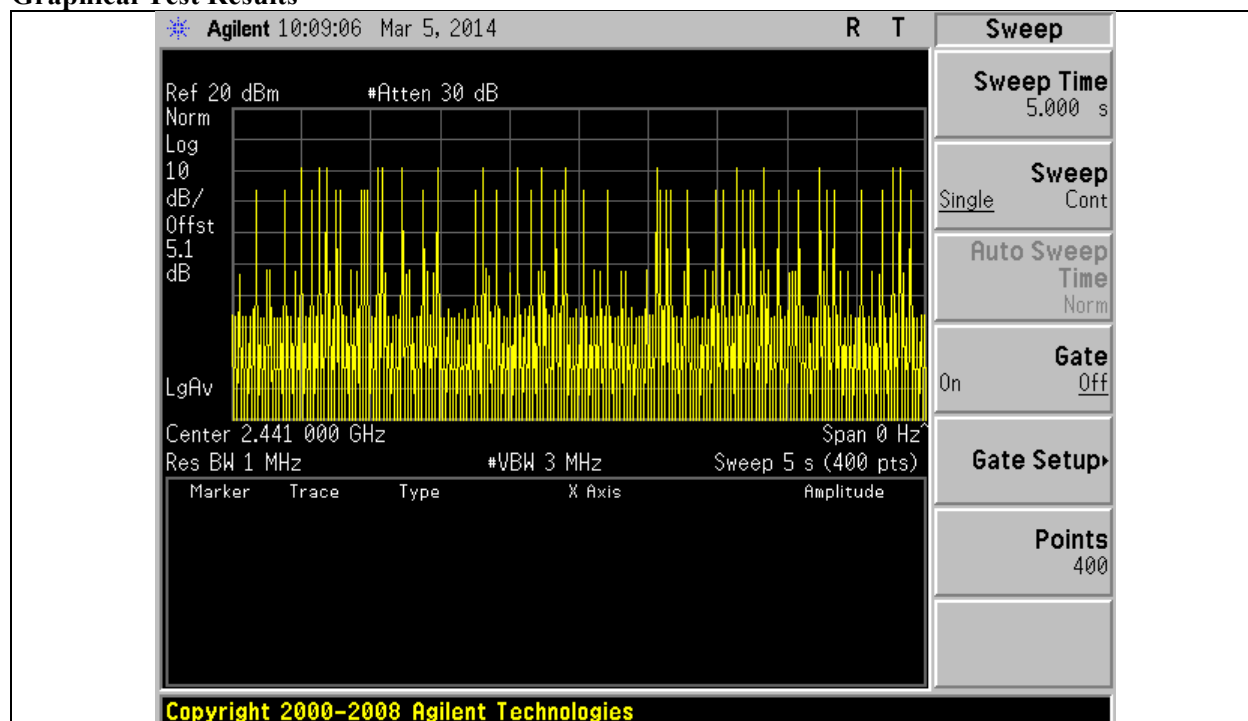 Graphical Test Results
Agilent 10:09:06 Mar 5, 2014 R T
Ref 20 dBm #Atten 30 dB
Norm
Log
10
dB/
Offst
5.1
dB
LgAv
Center 2.441 000 GHz Span 0 Hz^
Res BW 1 MHz #VBW 3 MHz Sweep 5 s (400 pts)
Marker Trace Type X Axis Amplitude
Copyright 2000-2008 Agilent Technologies
Sweep
Sweep Time
5.000 s
Sweep
Single Cont
Auto Sweep
Time
Norm
Gate
On Off
Gate Setup▸
Points
400